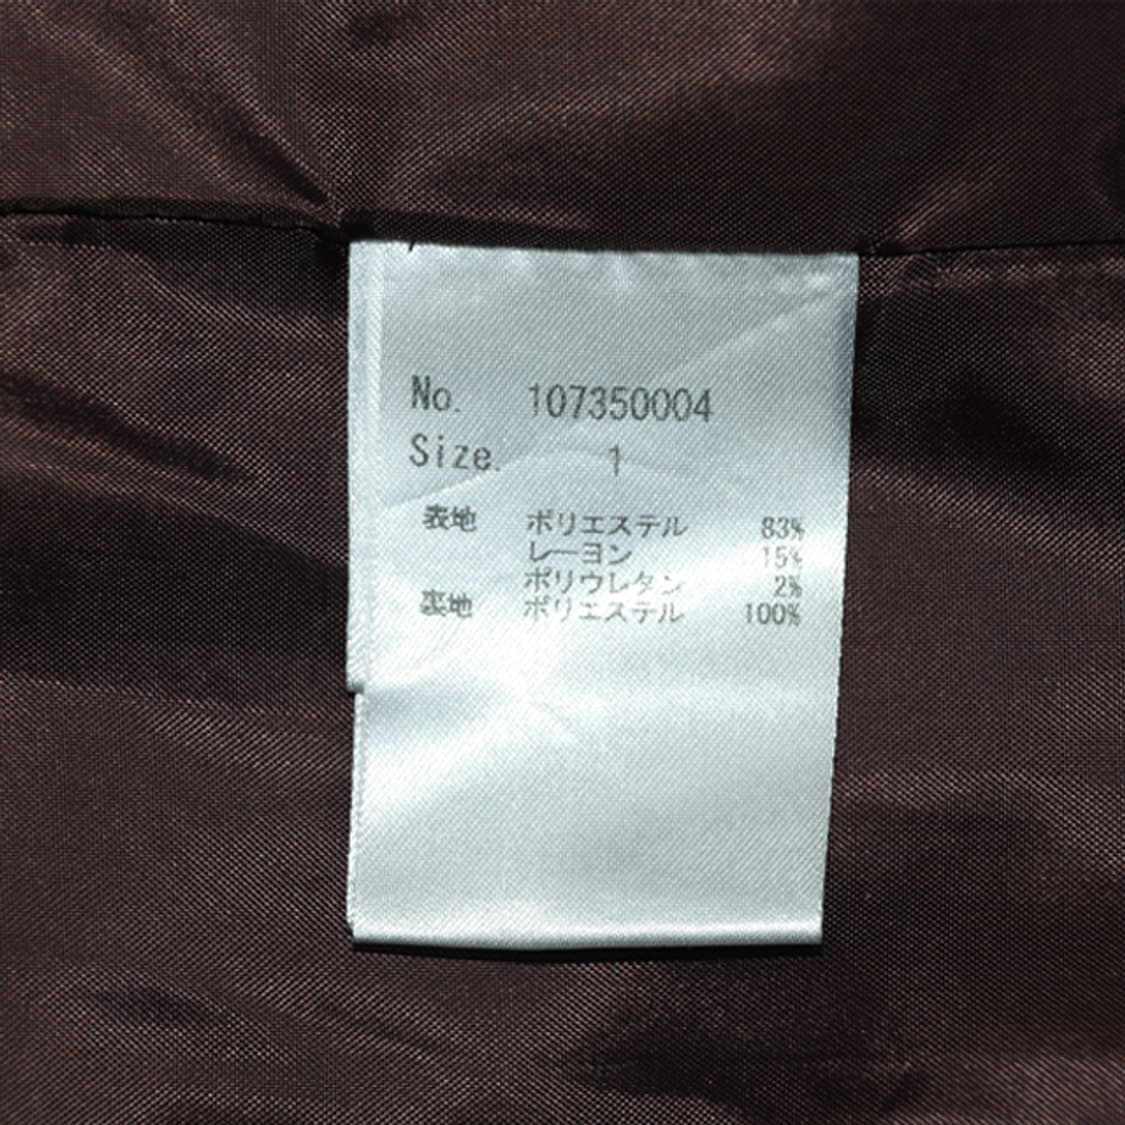 No. 107350004
Size. 1
表地 ポリエステル 83%
レーヨン 15%
ポリウレタン 2%
裏地 ポリエステル 100%